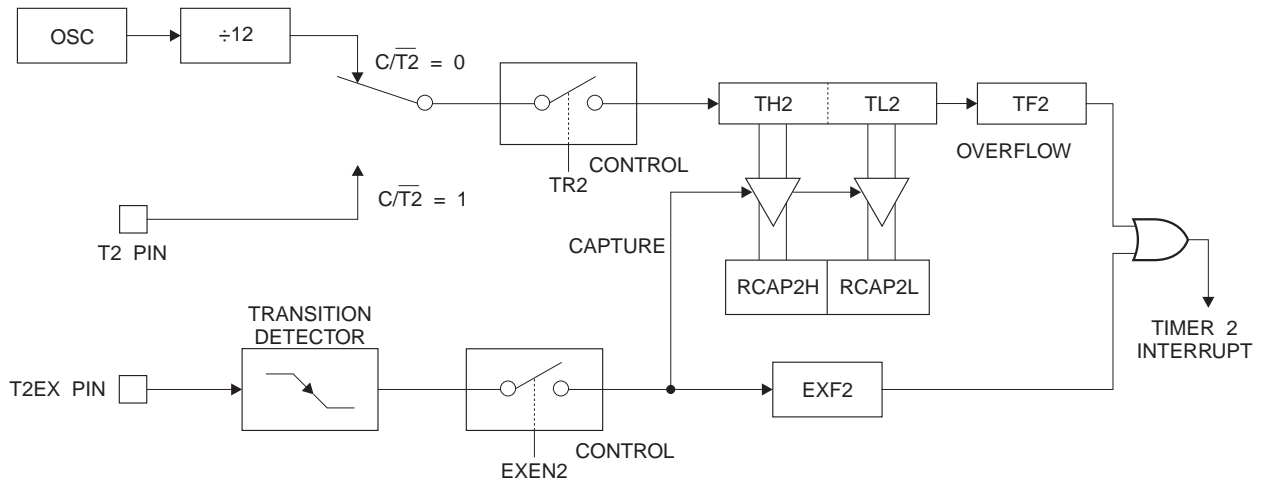 OSC
÷12
C/T2̅ = 0
TH2
TL2
TF2
OVERFLOW
CONTROL
TR2
C/T2̅ = 1
T2 PIN
CAPTURE
RCAP2H
RCAP2L
TRANSITION
DETECTOR
TIMER 2
INTERRUPT
T2EX PIN
EXF2
CONTROL
EXEN2